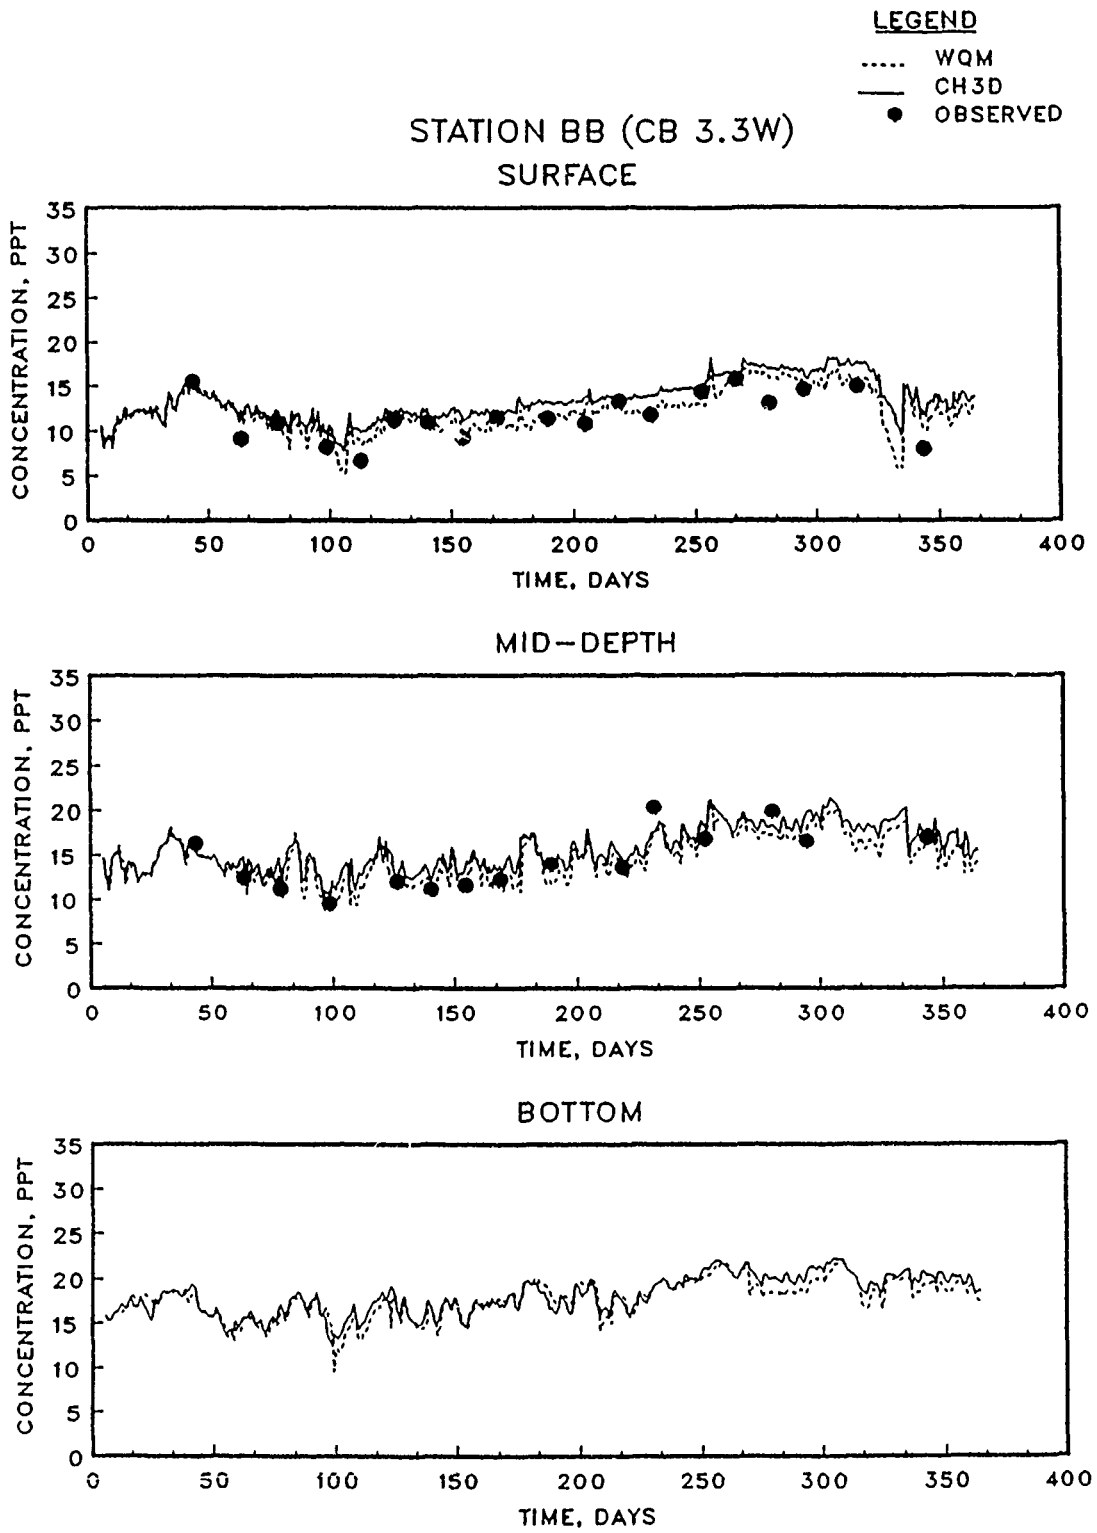 LEGEND
WQM
CH3D
OBSERVED
STATION BB (CB 3.3W)
SURFACE
CONCENTRATION, PPT
35
30
25
20
15
10
5
0
0 50 100 150 200 250 300 350 400
TIME, DAYS
MID-DEPTH
CONCENTRATION, PPT
35
30
25
20
15
10
5
0
0 50 100 150 200 250 300 350 400
TIME, DAYS
BOTTOM
CONCENTRATION, PPT
35
30
25
20
15
10
5
0
0 50 100 150 200 250 300 350 400
TIME, DAYS